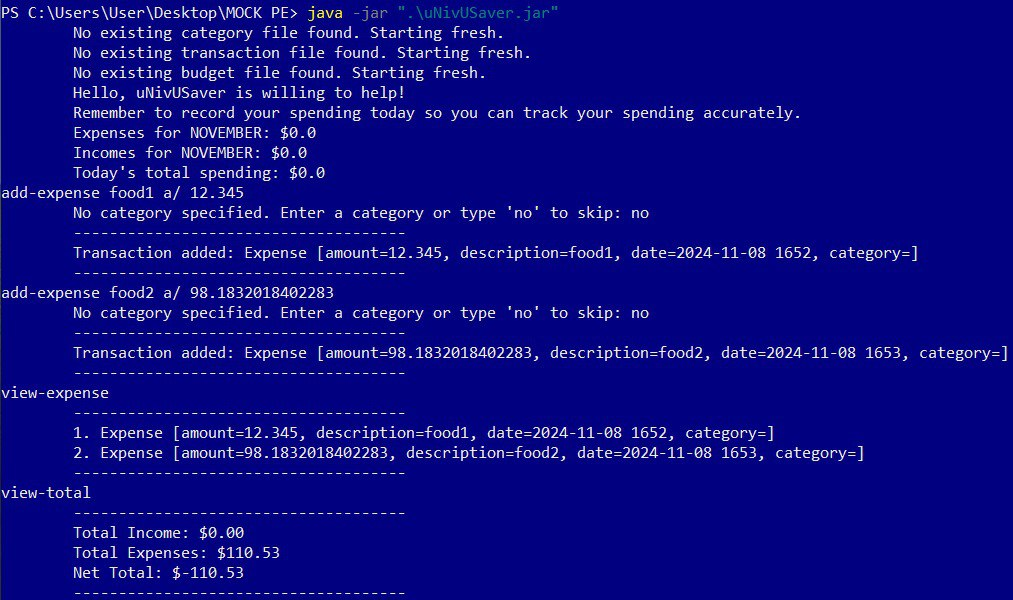 PS C:\Users\User\Desktop\MOCK PE> java -jar ".\uNivUSaver.jar"
No existing category file found. Starting fresh.
No existing transaction file found. Starting fresh.
No existing budget file found. Starting fresh.
Hello, uNivUSaver is willing to help!
Remember to record your spending today so you can track your spending accurately.
Expenses for NOVEMBER: $0.0
Incomes for NOVEMBER: $0.0
Today's total spending: $0.0
add-expense food1 a/ 12.345
No category specified. Enter a category or type 'no' to skip: no
-------------------------------------
Transaction added: Expense [amount=12.345, description=food1, date=2024-11-08 1652, category=]
-------------------------------------
add-expense food2 a/ 98.1832018402283
No category specified. Enter a category or type 'no' to skip: no
-------------------------------------
Transaction added: Expense [amount=98.1832018402283, description=food2, date=2024-11-08 1653, category=]
-------------------------------------
view-expense
-------------------------------------
1. Expense [amount=12.345, description=food1, date=2024-11-08 1652, category=]
2. Expense [amount=98.1832018402283, description=food2, date=2024-11-08 1653, category=]
-------------------------------------
view-total
-------------------------------------
Total Income: $0.00
Total Expenses: $110.53
Net Total: $-110.53
-------------------------------------